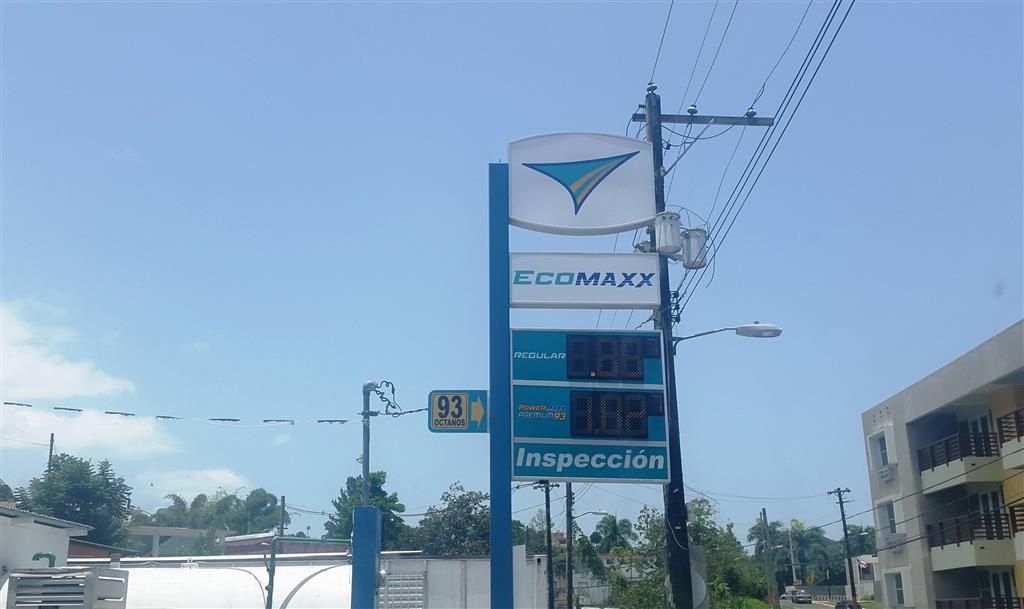 ECOMAXX
REGULAR
93
OCTANOS
POWERMAXX
PREMIUM 93
1.02
Inspección